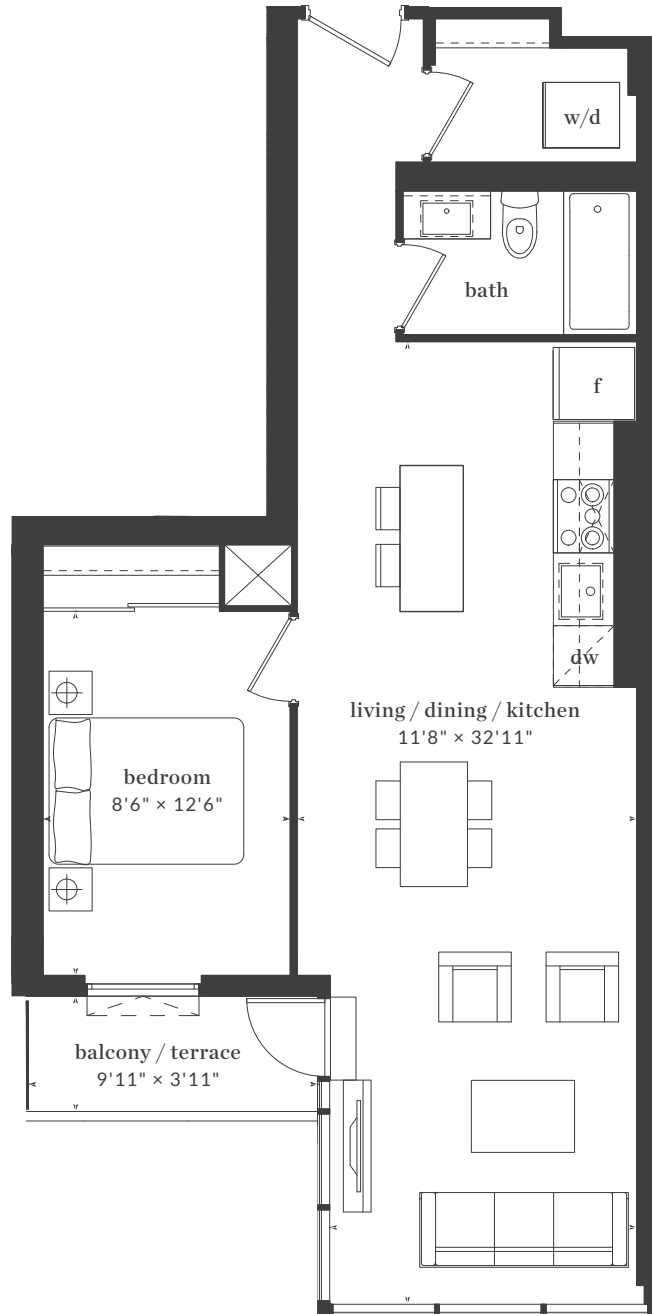 w/d
bath
f
dw
living / dining / kitchen
11'8" × 32'11"
bedroom
8'6" × 12'6"
balcony / terrace
9'11" × 3'11"